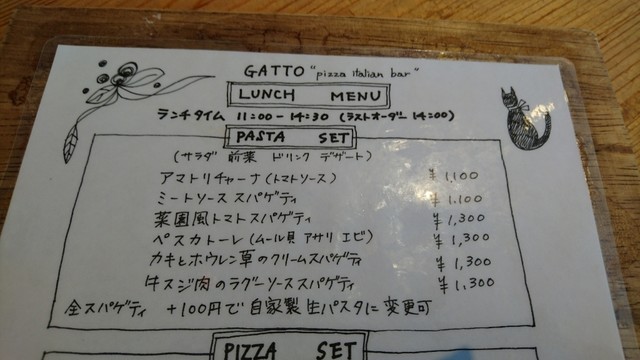 GATTO "pizza italian bar"
LUNCH MENU
ランチタイム 11:00-14:30 (ラストオーダー 14:00)
PASTA SET
(サラダ 前菜 ドリンク デザート)
アマトリチャーナ(トマトソース) ¥1,100
ミートソーススパゲティ ¥1,100
菜園風トマトスパゲティ ¥1,300
ペスカトーレ(ムール貝 アサリ エビ) ¥1,300
カキとホウレン草のクリームスパゲティ ¥1,300
牛スジ肉のラグーソーススパゲティ ¥1,300
全スパゲティ +100円で自家製生パスタに変更可
PIZZA SET